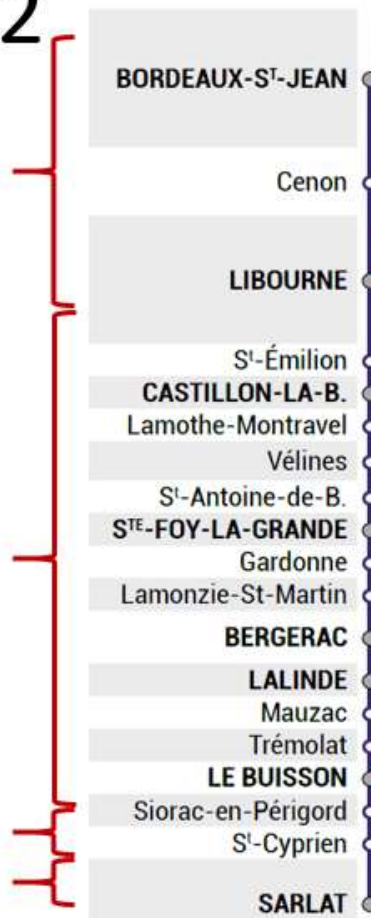 2
BORDEAUX-Sᵀ-JEAN
Cenon
LIBOURNE
Sᵗ-Émilion
CASTILLON-LA-B.
Lamothe-Montravel
Vélines
Sᵗ-Antoine-de-B.
Sᵀᴱ-FOY-LA-GRANDE
Gardonne
Lamonzie-St-Martin
BERGERAC
LALINDE
Mauzac
Trémolat
LE BUISSON
Siorac-en-Périgord
Sᵗ-Cyprien
SARLAT